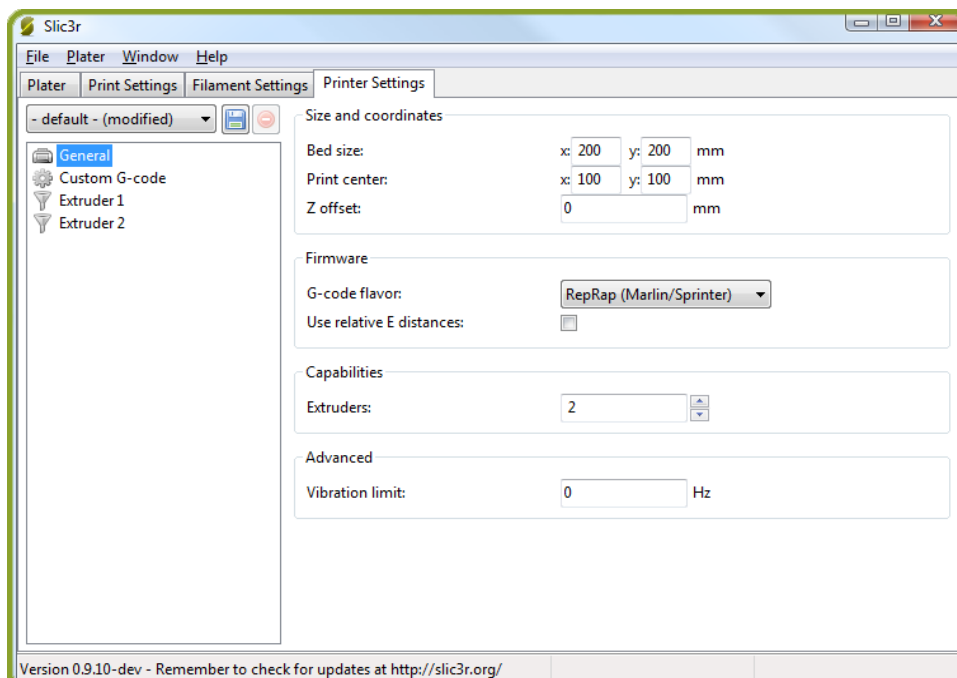 Slic3r
File Plater Window Help
Plater Print Settings Filament Settings Printer Settings
- default - (modified)
General
Custom G-code
Extruder 1
Extruder 2
Size and coordinates
Bed size: x: 200 y: 200 mm
Print center: x: 100 y: 100 mm
Z offset: 0 mm
Firmware
G-code flavor: RepRap (Marlin/Sprinter)
Use relative E distances:
Capabilities
Extruders: 2
Advanced
Vibration limit: 0 Hz
Version 0.9.10-dev - Remember to check for updates at http://slic3r.org/